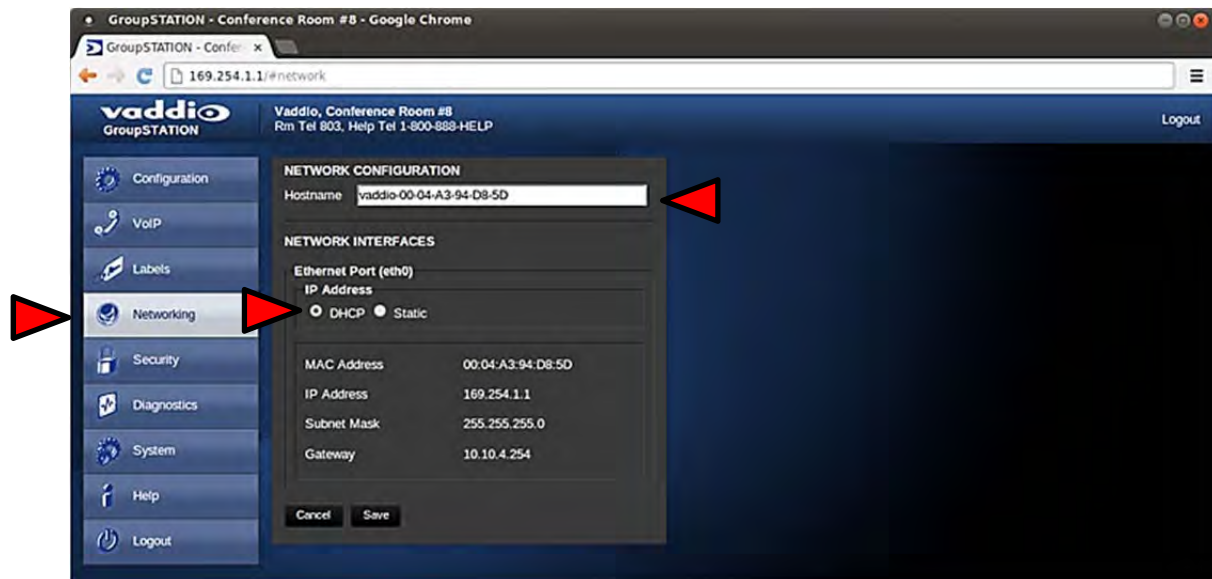 GroupSTATION - Conference Room #8 - Google Chrome
GroupSTATION - Confer
169.254.1.1/#network
vaddio
GroupSTATION
Vaddio, Conference Room #8
Rm Tel 803, Help Tel 1-800-888-HELP
Logout
Configuration
VoIP
Labels
Networking
Security
Diagnostics
System
Help
Logout
NETWORK CONFIGURATION
Hostname vaddio-00-04-A3-94-D8-5D
NETWORK INTERFACES
Ethernet Port (eth0)
IP Address
DHCP Static
MAC Address 00:04:A3:94:D8:5D
IP Address 169.254.1.1
Subnet Mask 255.255.255.0
Gateway 10.10.4.254
Cancel Save